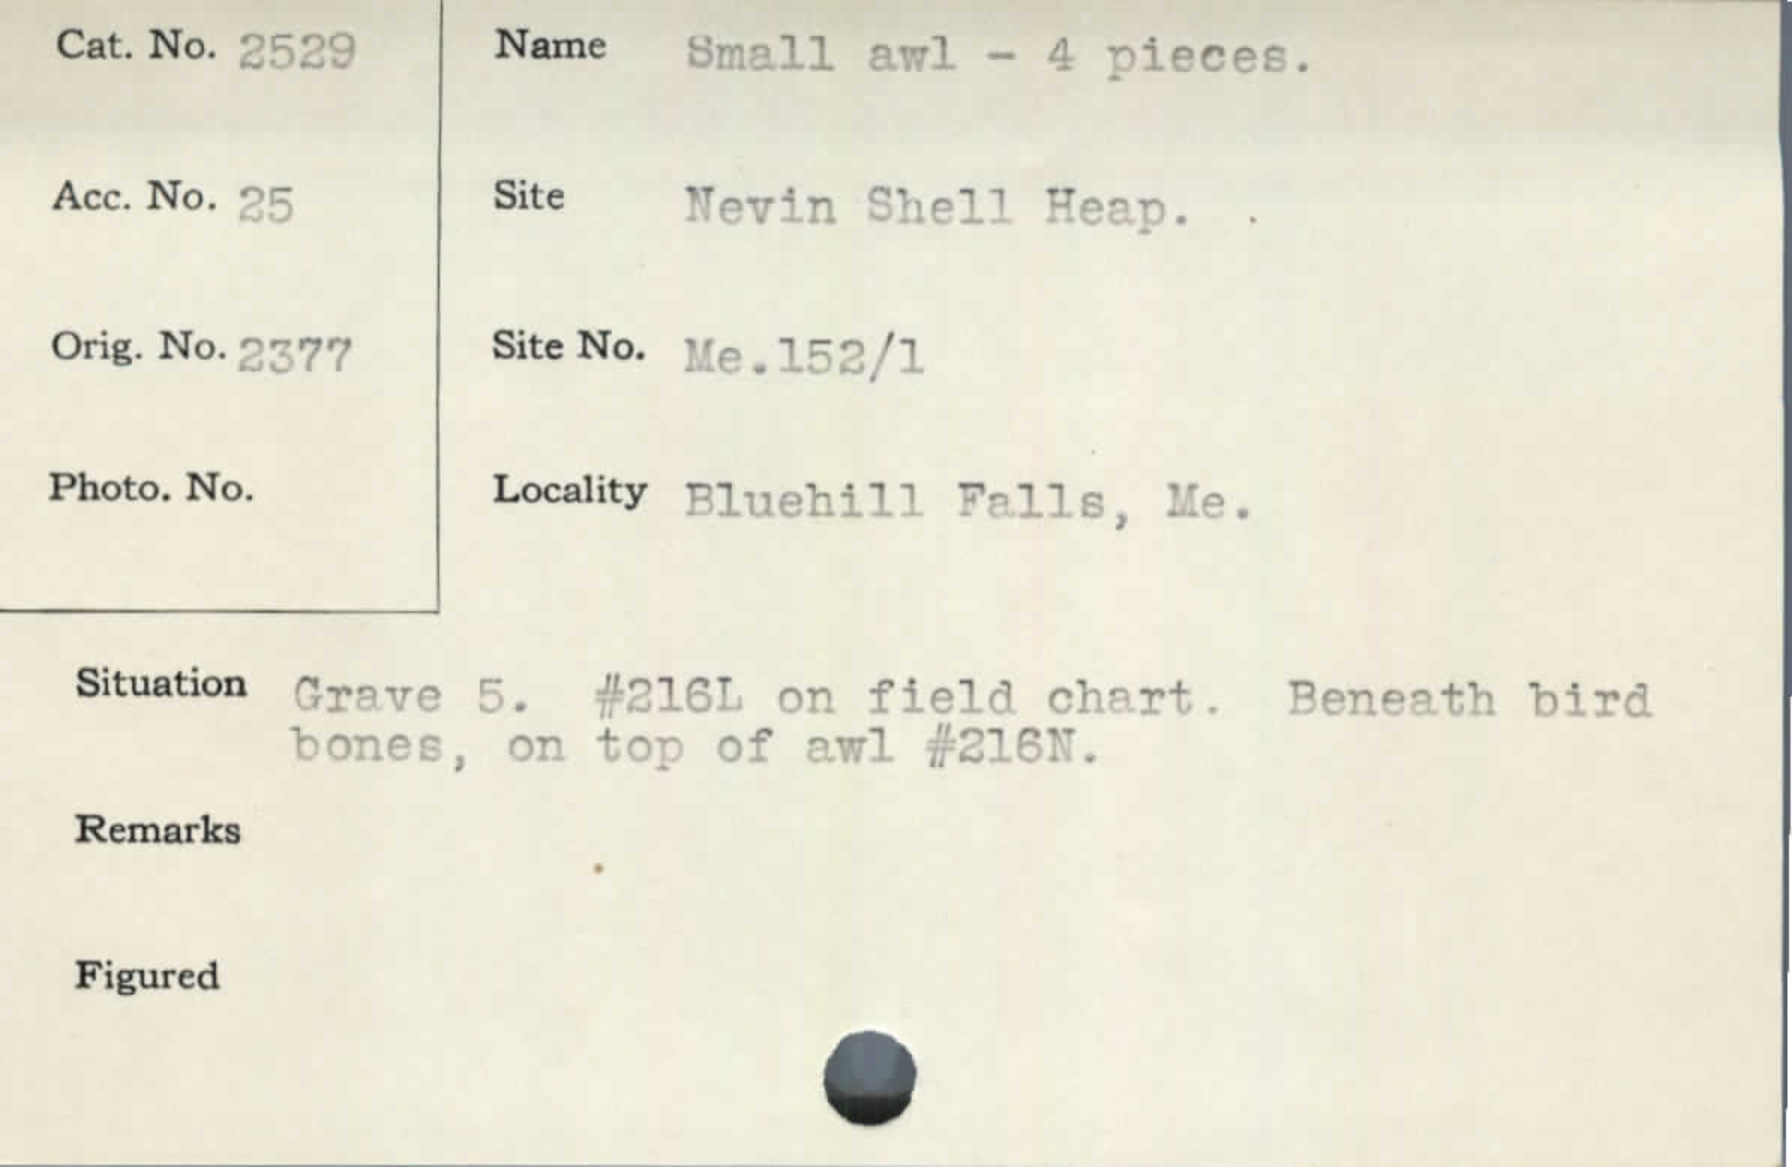 Cat. No. 2529
Name Small awl - 4 pieces.
Acc. No. 25
Site Nevin Shell Heap.
Orig. No. 2377
Site No. Me.152/1
Photo. No.
Locality Bluehill Falls, Me.
Situation Grave 5. #216L on field chart. Beneath bird
bones, on top of awl #216N.
Remarks
Figured